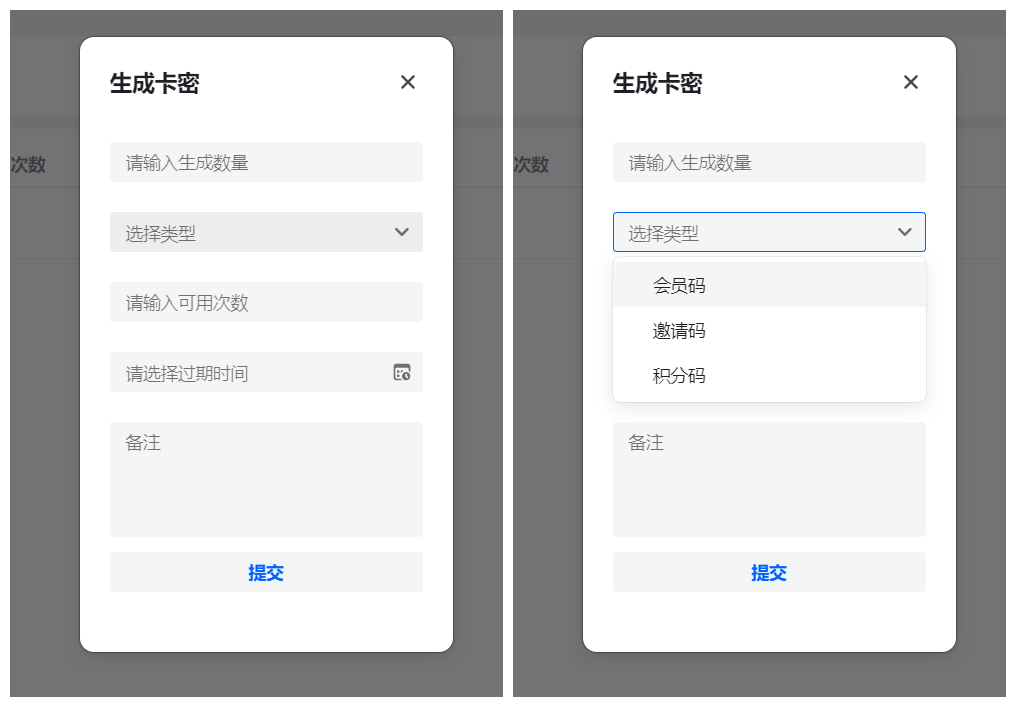 生成卡密
次数
请输入生成数量
选择类型
请输入可用次数
请选择过期时间
备注
提交
生成卡密
次数
请输入生成数量
选择类型
会员码
邀请码
积分码
备注
提交